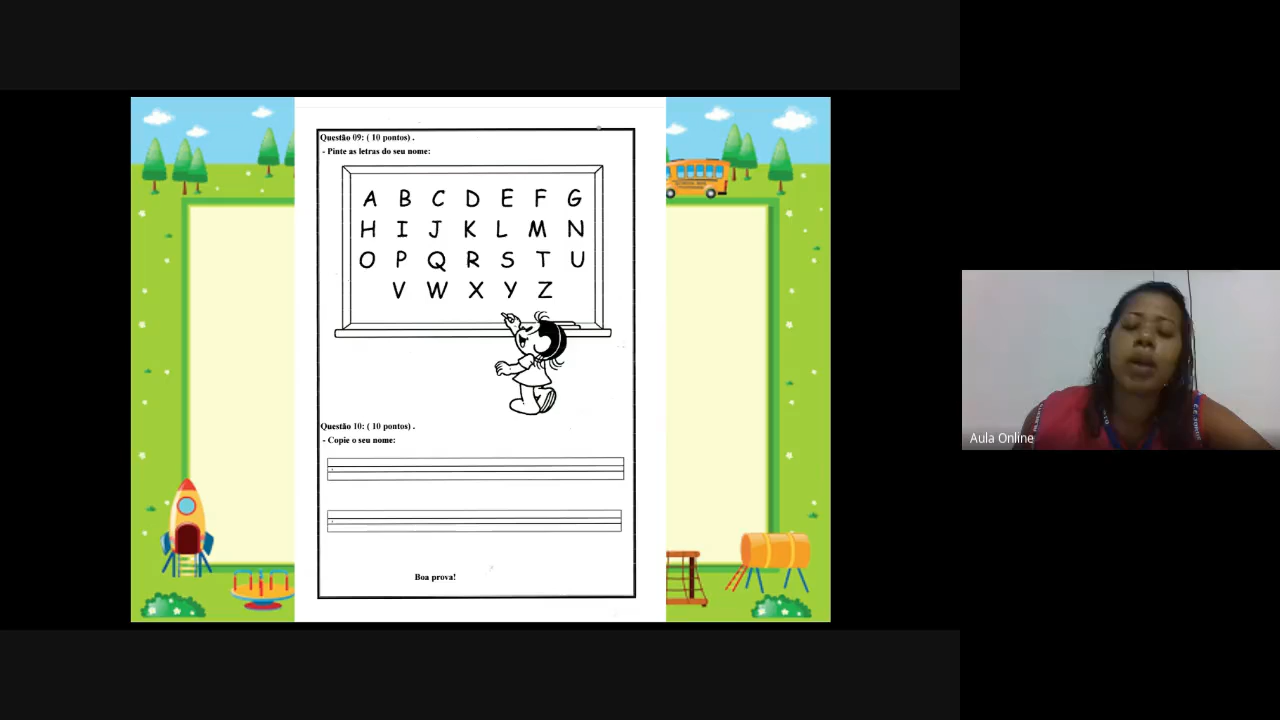 Questão 09: ( 10 pontos) .
- Pinte as letras do seu nome:
A B C D E F G
H I J K L M N
O P Q R S T U
V W X Y Z
Questão 10: ( 10 pontos) .
- Copie o seu nome:
Boa prova!
Aula Online